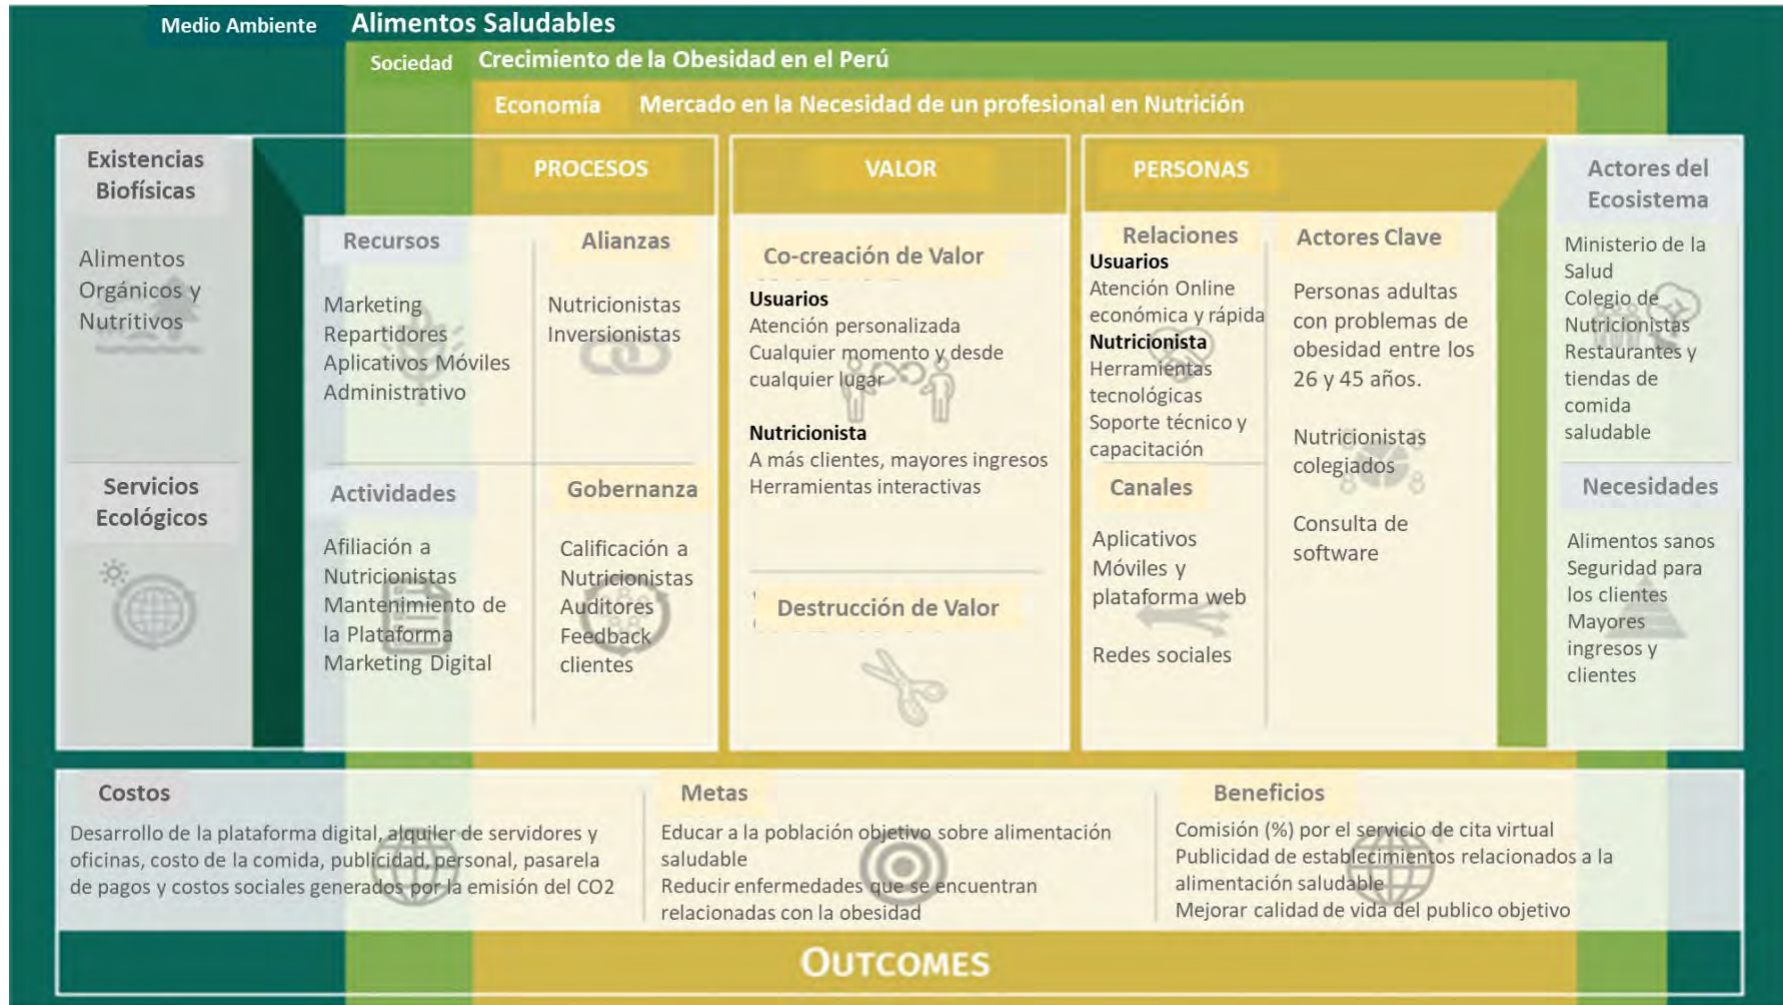 Medio Ambiente
Alimentos Saludables
Sociedad
Crecimiento de la Obesidad en el Perú
Economía
Mercado en la Necesidad de un profesional en Nutrición
Existencias
Biofísicas
Alimentos
Orgánicos y
Nutritivos
Servicios
Ecológicos
PROCESOS
Recursos
Marketing
Repartidores
Aplicativos Móviles
Administrativo
Alianzas
Nutricionistas
Inversionistas
Actividades
Afiliación a
Nutricionistas
Mantenimiento de
la Plataforma
Marketing Digital
Gobernanza
Calificación a
Nutricionistas
Auditores
Feedback
clientes
VALOR
Co-creación de Valor
Usuarios
Atención personalizada
Cualquier momento y desde
cualquier lugar
Nutricionista
A más clientes, mayores ingresos
Herramientas interactivas
Destrucción de Valor
PERSONAS
Relaciones
Usuarios
Atención Online
económica y rápida
Nutricionista
Herramientas
tecnológicas
Soporte técnico y
capacitación
Canales
Aplicativos
Móviles y
plataforma web
Redes sociales
Actores Clave
Personas adultas
con problemas de
obesidad entre los
26 y 45 años.
Nutricionistas
colegiados
Consulta de
software
Actores del
Ecosistema
Ministerio de la
Salud
Colegio de
Nutricionistas
Restaurantes y
tiendas de
comida
saludable
Necesidades
Alimentos sanos
Seguridad para
los clientes
Mayores
ingresos y
clientes
Costos
Desarrollo de la plataforma digital, alquiler de servidores y
oficinas, costo de la comida, publicidad, personal, pasarela
de pagos y costos sociales generados por la emisión del CO2
Metas
Educar a la población objetivo sobre alimentación
saludable
Reducir enfermedades que se encuentran
relacionadas con la obesidad
Beneficios
Comisión (%) por el servicio de cita virtual
Publicidad de establecimientos relacionados a la
alimentación saludable
Mejorar calidad de vida del publico objetivo
OUTCOMES